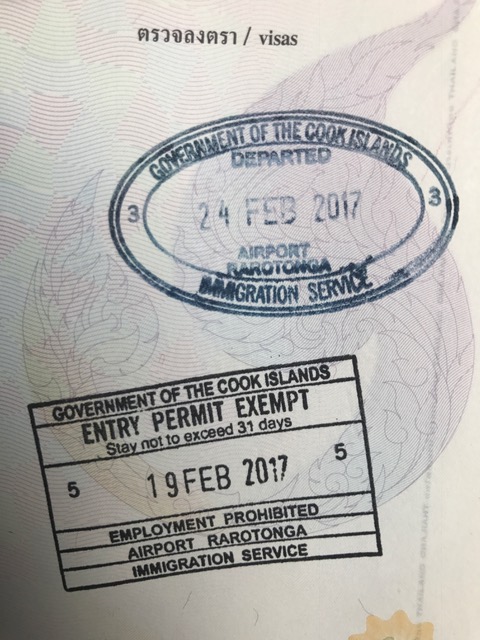 ตรวจลงตรา / visas
GOVERNMENT OF THE COOK ISLANDS
DEPARTED
3 24 FEB 2017 3
AIRPORT
RAROTONGA
IMMIGRATION SERVICE
GOVERNMENT OF THE COOK ISLANDS
ENTRY PERMIT EXEMPT
Stay not to exceed 31 days
5 19 FEB 2017 5
EMPLOYMENT PROHIBITED
AIRPORT RAROTONGA
IMMIGRATION SERVICE